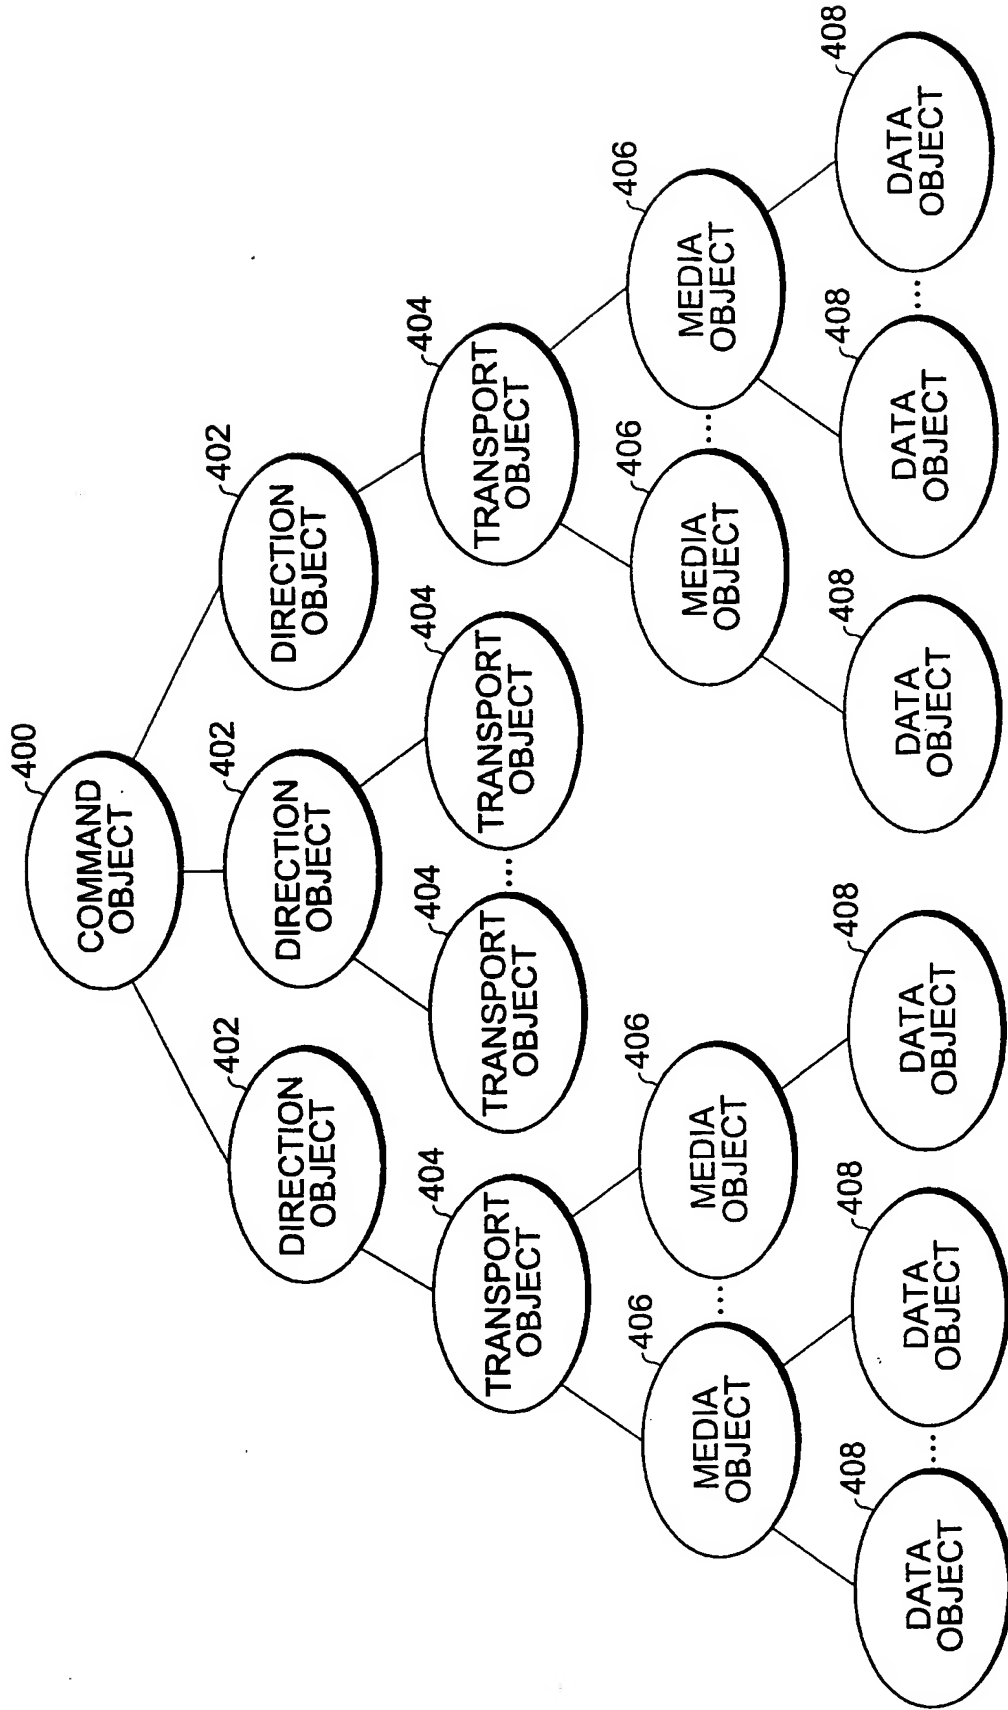 400
COMMAND
OBJECT
402
DIRECTION
OBJECT
402
DIRECTION
OBJECT
402
DIRECTION
OBJECT
404
TRANSPORT
OBJECT
404
TRANSPORT
OBJECT
....
404
TRANSPORT
OBJECT
404
TRANSPORT
OBJECT
406
MEDIA
OBJECT
....
406
MEDIA
OBJECT
406
MEDIA
OBJECT
....
406
MEDIA
OBJECT
408
DATA
OBJECT
....
408
DATA
OBJECT
408
DATA
OBJECT
408
DATA
OBJECT
408
DATA
OBJECT
....
408
DATA
OBJECT